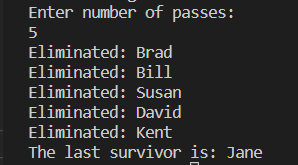 Enter number of passes:
5
Eliminated: Brad
Eliminated: Bill
Eliminated: Susan
Eliminated: David
Eliminated: Kent
The last survivor is: Jane